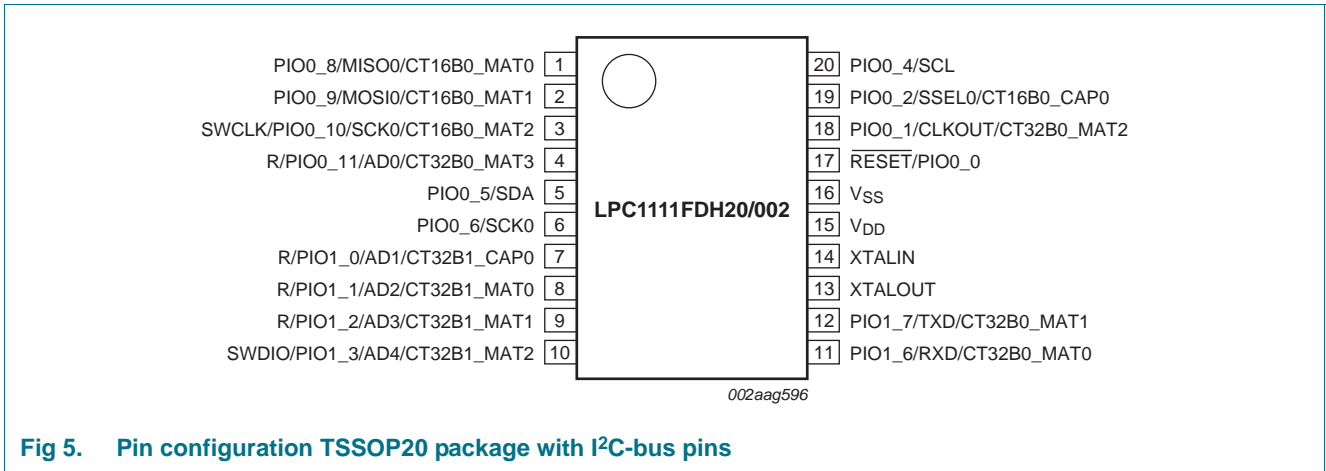 PIO0_8/MISO0/CT16B0_MAT0 1
PIO0_9/MOSI0/CT16B0_MAT1 2
SWCLK/PIO0_10/SCK0/CT16B0_MAT2 3
R/PIO0_11/AD0/CT32B0_MAT3 4
PIO0_5/SDA 5
PIO0_6/SCK0 6
R/PIO1_0/AD1/CT32B1_CAP0 7
R/PIO1_1/AD2/CT32B1_MAT0 8
R/PIO1_2/AD3/CT32B1_MAT1 9
SWDIO/PIO1_3/AD4/CT32B1_MAT2 10
LPC1111FDH20/002
20 PIO0_4/SCL
19 PIO0_2/SSEL0/CT16B0_CAP0
18 PIO0_1/CLKOUT/CT32B0_MAT2
17 RESET/PIO0_0
16 VSS
15 VDD
14 XTALIN
13 XTALOUT
12 PIO1_7/TXD/CT32B0_MAT1
11 PIO1_6/RXD/CT32B0_MAT0
002aag596
Fig 5. Pin configuration TSSOP20 package with I2C-bus pins